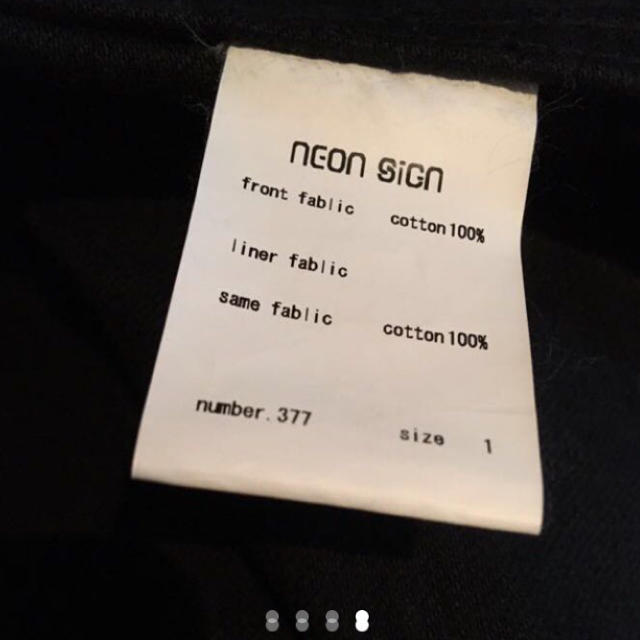 NEON SiGN
front fablic cotton100%
liner fablic
same fablic cotton100%
number.377
size 1